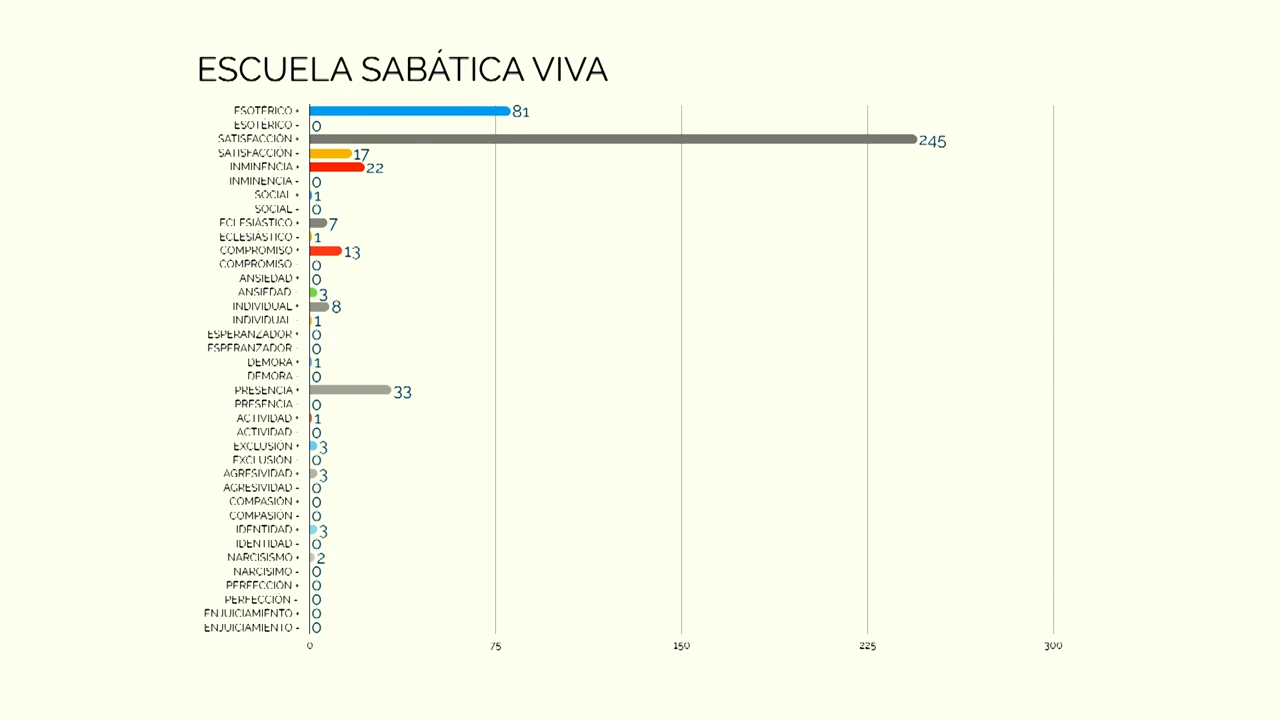 ESCUELA SABÁTICA VIVA
ESOTÉRICO + 81
ESOTÉRICO - 0
SATISFACCIÓN + 245
SATISFACCIÓN - 17
INMINENCIA + 22
INMINENCIA - 0
SOCIAL + 1
SOCIAL - 0
ECLESIÁSTICO + 7
ECLESIÁSTICO - 1
COMPROMISO + 13
COMPROMISO - 0
ANSIEDAD + 0
ANSIEDAD - 3
INDIVIDUAL + 8
INDIVIDUAL - 1
ESPERANZADOR + 0
ESPERANZADOR - 0
DEMORA + 1
DEMORA - 0
PRESENCIA + 33
PRESENCIA - 0
ACTIVIDAD + 1
ACTIVIDAD - 0
EXCLUSIÓN + 3
EXCLUSIÓN - 0
AGRESIVIDAD + 3
AGRESIVIDAD - 0
COMPASIÓN + 0
COMPASIÓN - 0
IDENTIDAD + 3
IDENTIDAD - 0
NARCISISMO + 2
NARCISIMO - 0
PERFECCIÓN + 0
PERFECCIÓN - 0
ENJUICIAMIENTO + 0
ENJUICIAMIENTO - 0
0 75 150 225 300